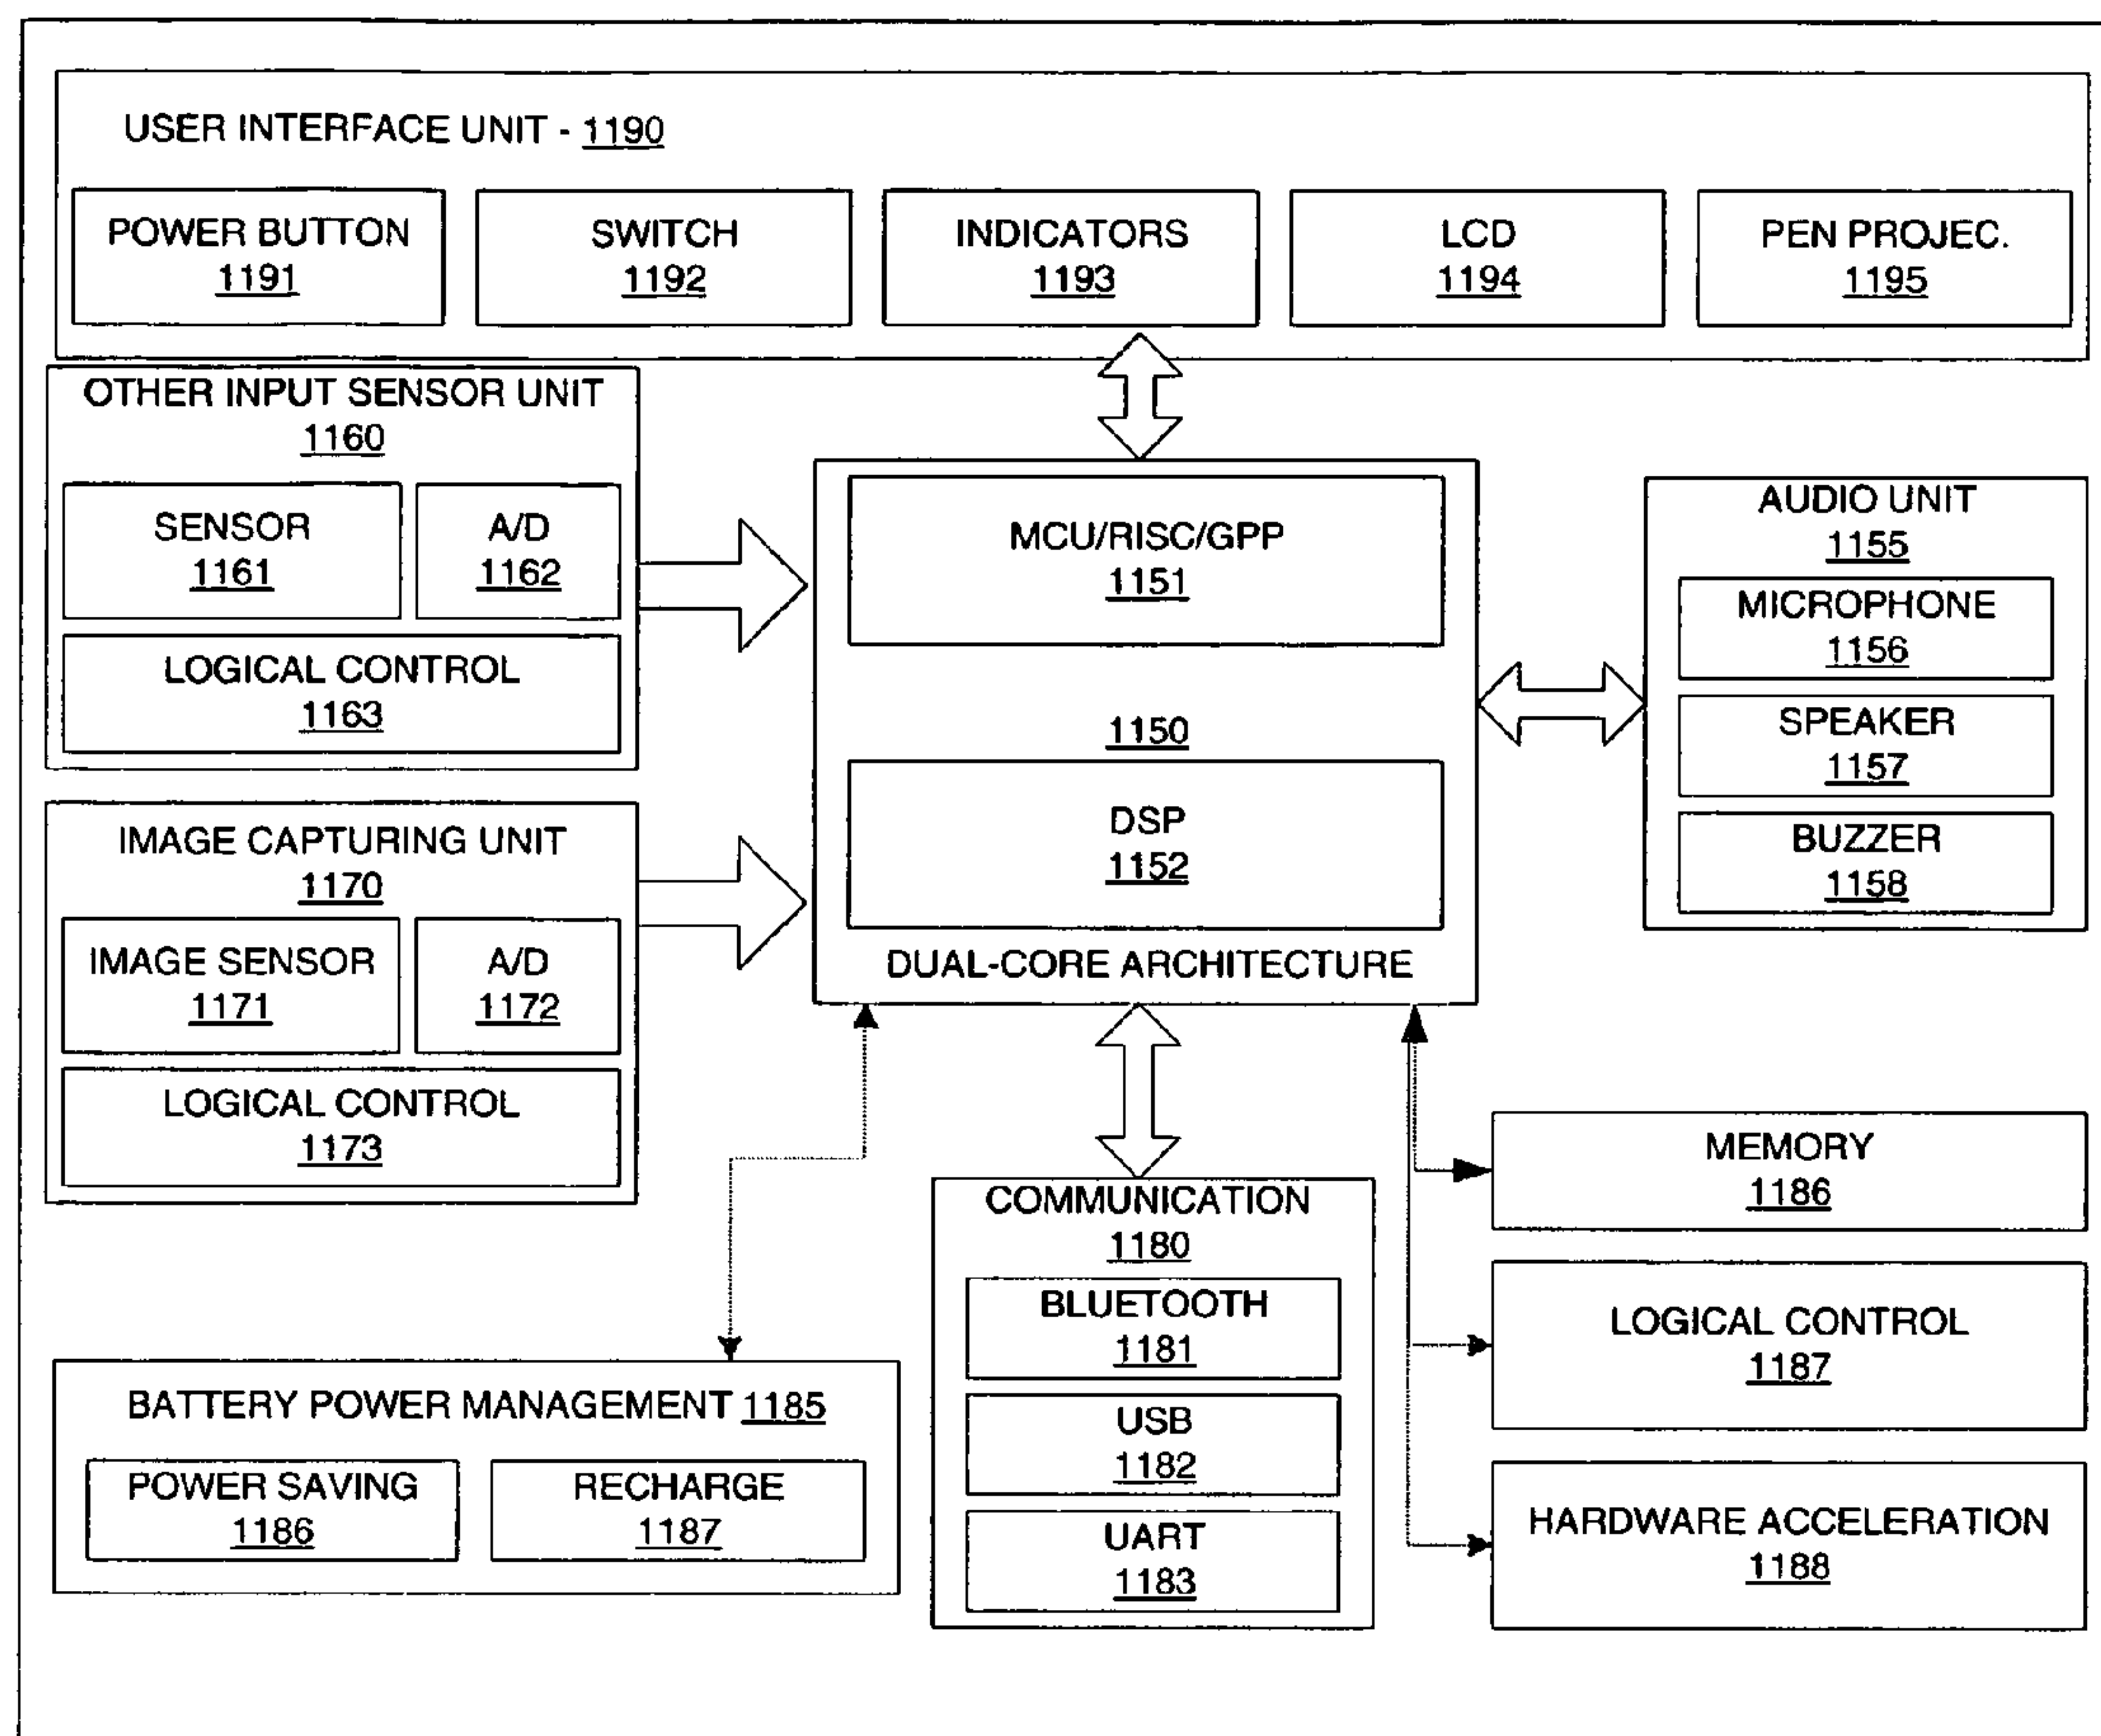 USER INTERFACE UNIT - 1190
POWER BUTTON
1191
SWITCH
1192
INDICATORS
1193
LCD
1194
PEN PROJEC.
1195
OTHER INPUT SENSOR UNIT
1160
SENSOR
1161
A/D
1162
LOGICAL CONTROL
1163
IMAGE CAPTURING UNIT
1170
IMAGE SENSOR
1171
A/D
1172
LOGICAL CONTROL
1173
MCU/RISC/GPP
1151
1150
DSP
1152
DUAL-CORE ARCHITECTURE
AUDIO UNIT
1155
MICROPHONE
1156
SPEAKER
1157
BUZZER
1158
BATTERY POWER MANAGEMENT 1185
POWER SAVING
1186
RECHARGE
1187
COMMUNICATION
1180
BLUETOOTH
1181
USB
1182
UART
1183
MEMORY
1186
LOGICAL CONTROL
1187
HARDWARE ACCELERATION
1188